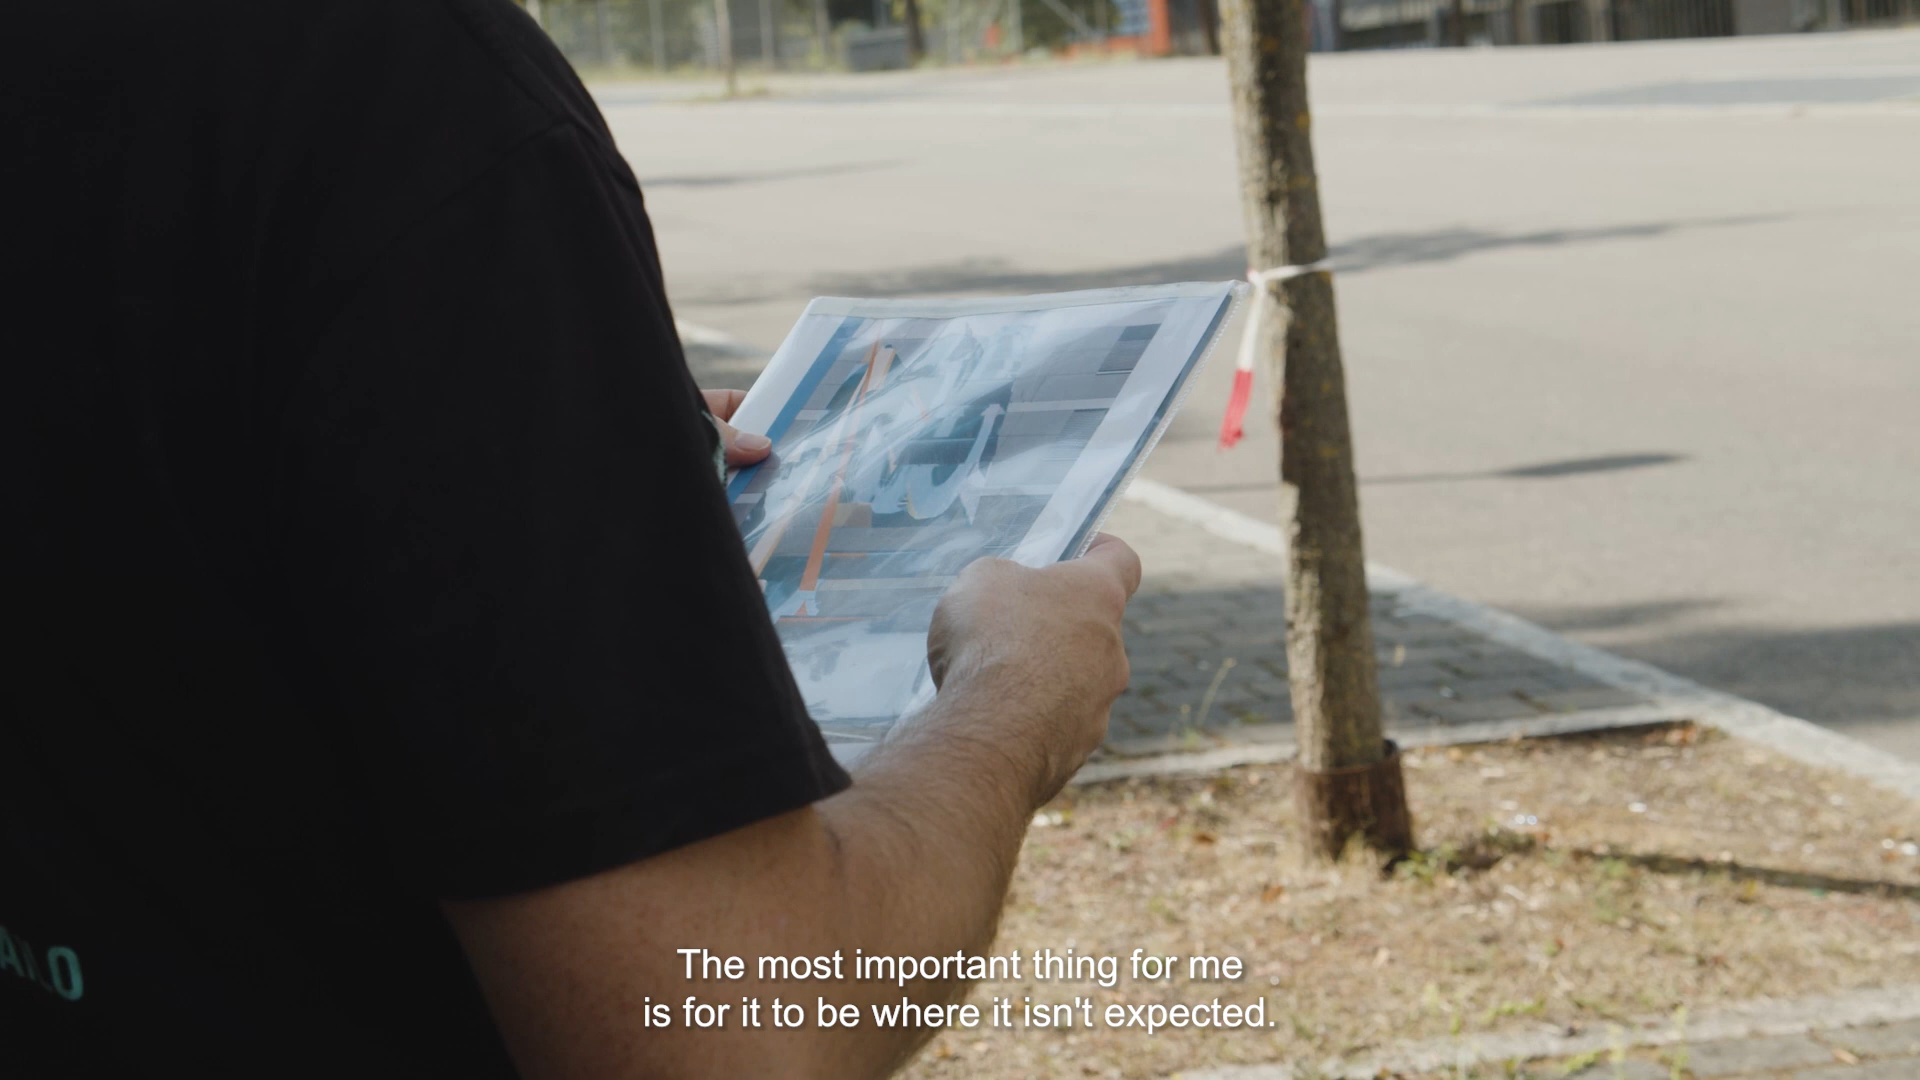 The most important thing for me
is for it to be where it isn't expected.